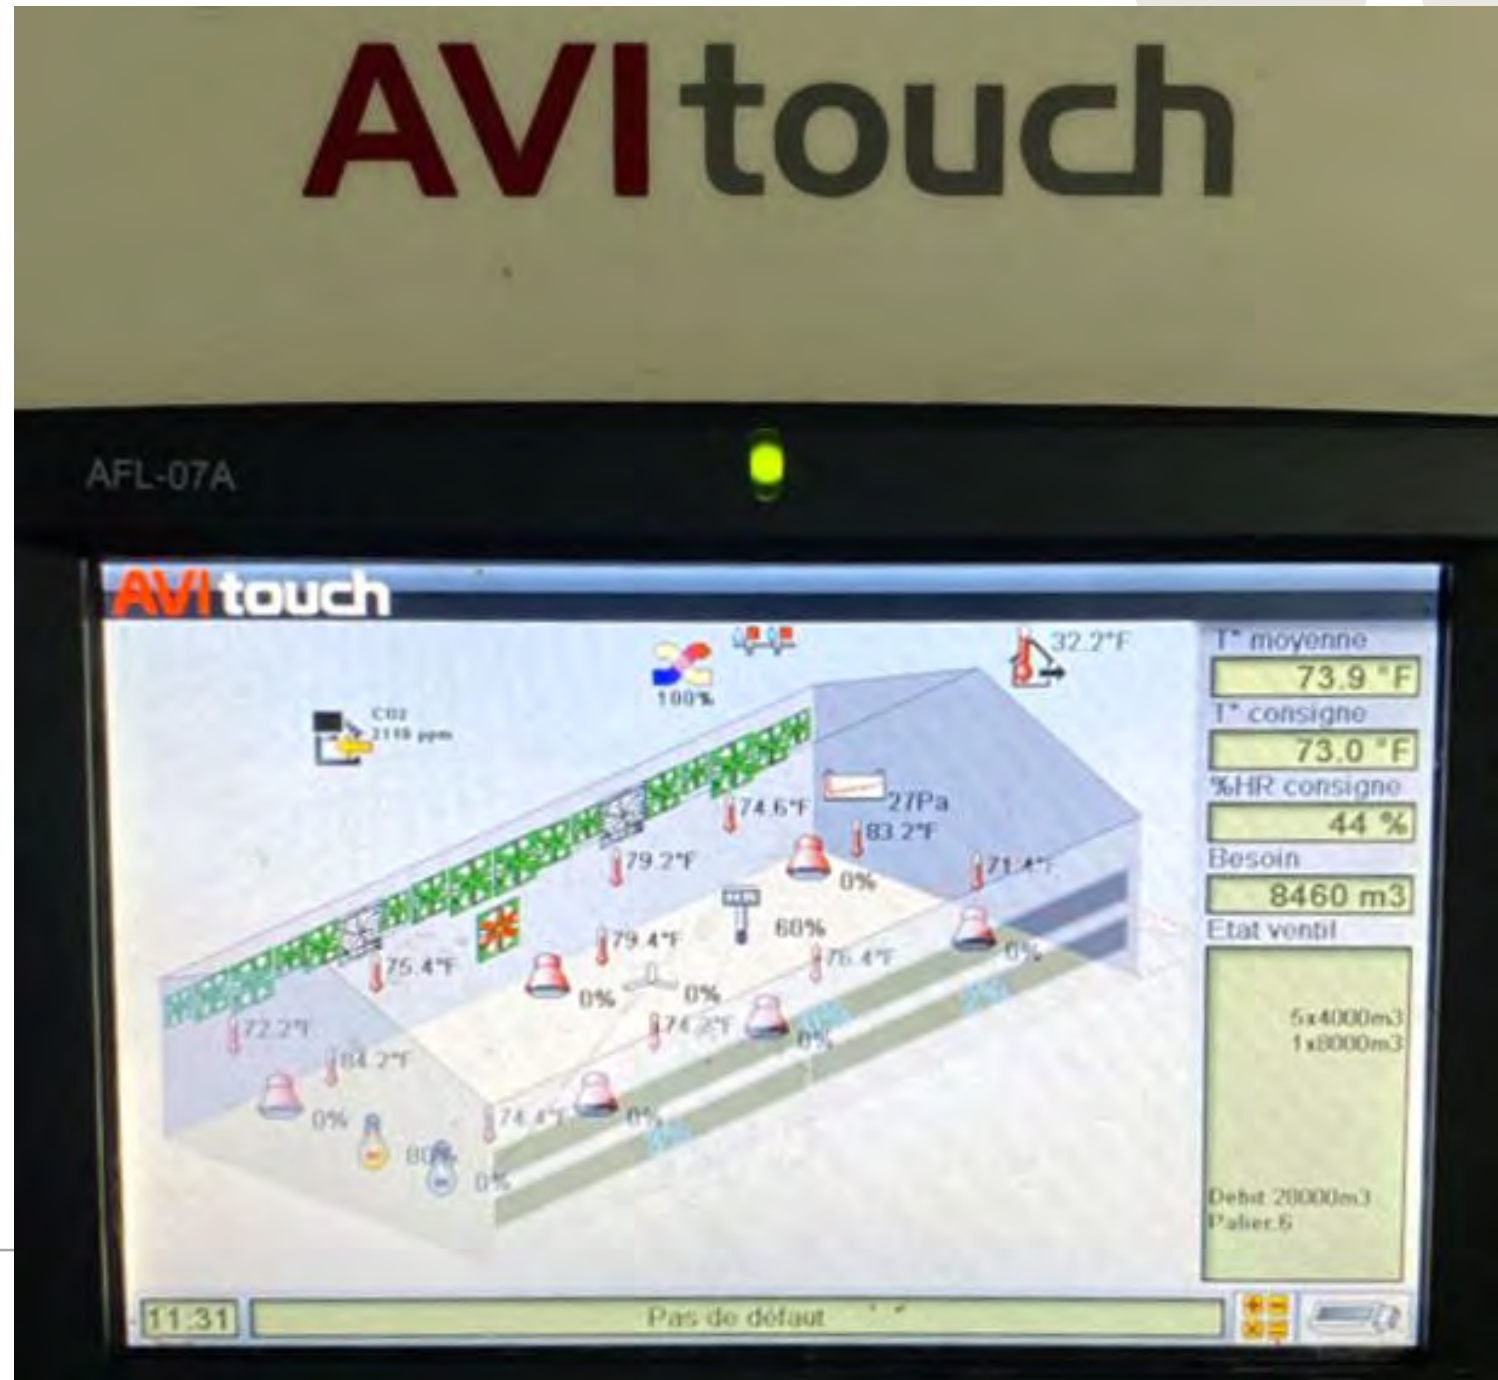 AVItouch
AFL-07A
AVItouch
32.2°F
100%
CO2
2118 ppm
T° moyenne
73.9 °F
T° consigne
73.0 °F
%HR consigne
44 %
Besoin
8460 m3
Etat ventil
5x4000m3
1x8000m3
Debit 28000m3
Palier.6
74.6°F
27Pa
83.2°F
79.2°F
0%
71.4°F
60%
79.4°F
0%
75.4°F
76.4°F
0%
0%
72.2°F
74.2°F
0%
84.2°F
0%
74.4°F
0%
80%
0%
11:31
Pas de défaut